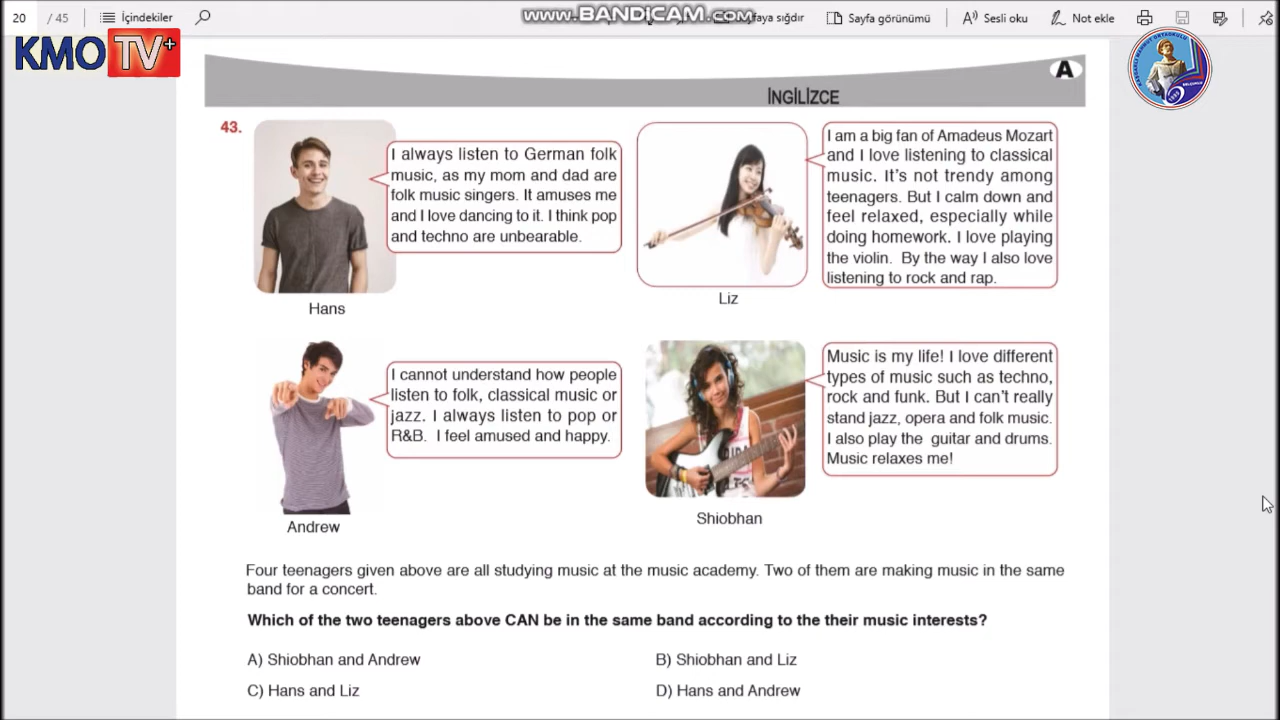 20 / 45 İçindekiler www.BANDICAM.com faya sığdır Sayfa görünümü Sesli oku Not ekle
KMO TV+
A
İNGİLİZCE
43.
I always listen to German folk
music, as my mom and dad are
folk music singers. It amuses me
and I love dancing to it. I think pop
and techno are unbearable.
Hans
I am a big fan of Amadeus Mozart
and I love listening to classical
music. It's not trendy among
teenagers. But I calm down and
feel relaxed, especially while
doing homework. I love playing
the violin. By the way I also love
listening to rock and rap.
Liz
I cannot understand how people
listen to folk, classical music or
jazz. I always listen to pop or
R&B. I feel amused and happy.
Andrew
Music is my life! I love different
types of music such as techno,
rock and funk. But I can't really
stand jazz, opera and folk music.
I also play the guitar and drums.
Music relaxes me!
Shiobhan
Four teenagers given above are all studying music at the music academy. Two of them are making music in the same
band for a concert.
Which of the two teenagers above CAN be in the same band according to the their music interests?
A) Shiobhan and Andrew
B) Shiobhan and Liz
C) Hans and Liz
D) Hans and Andrew